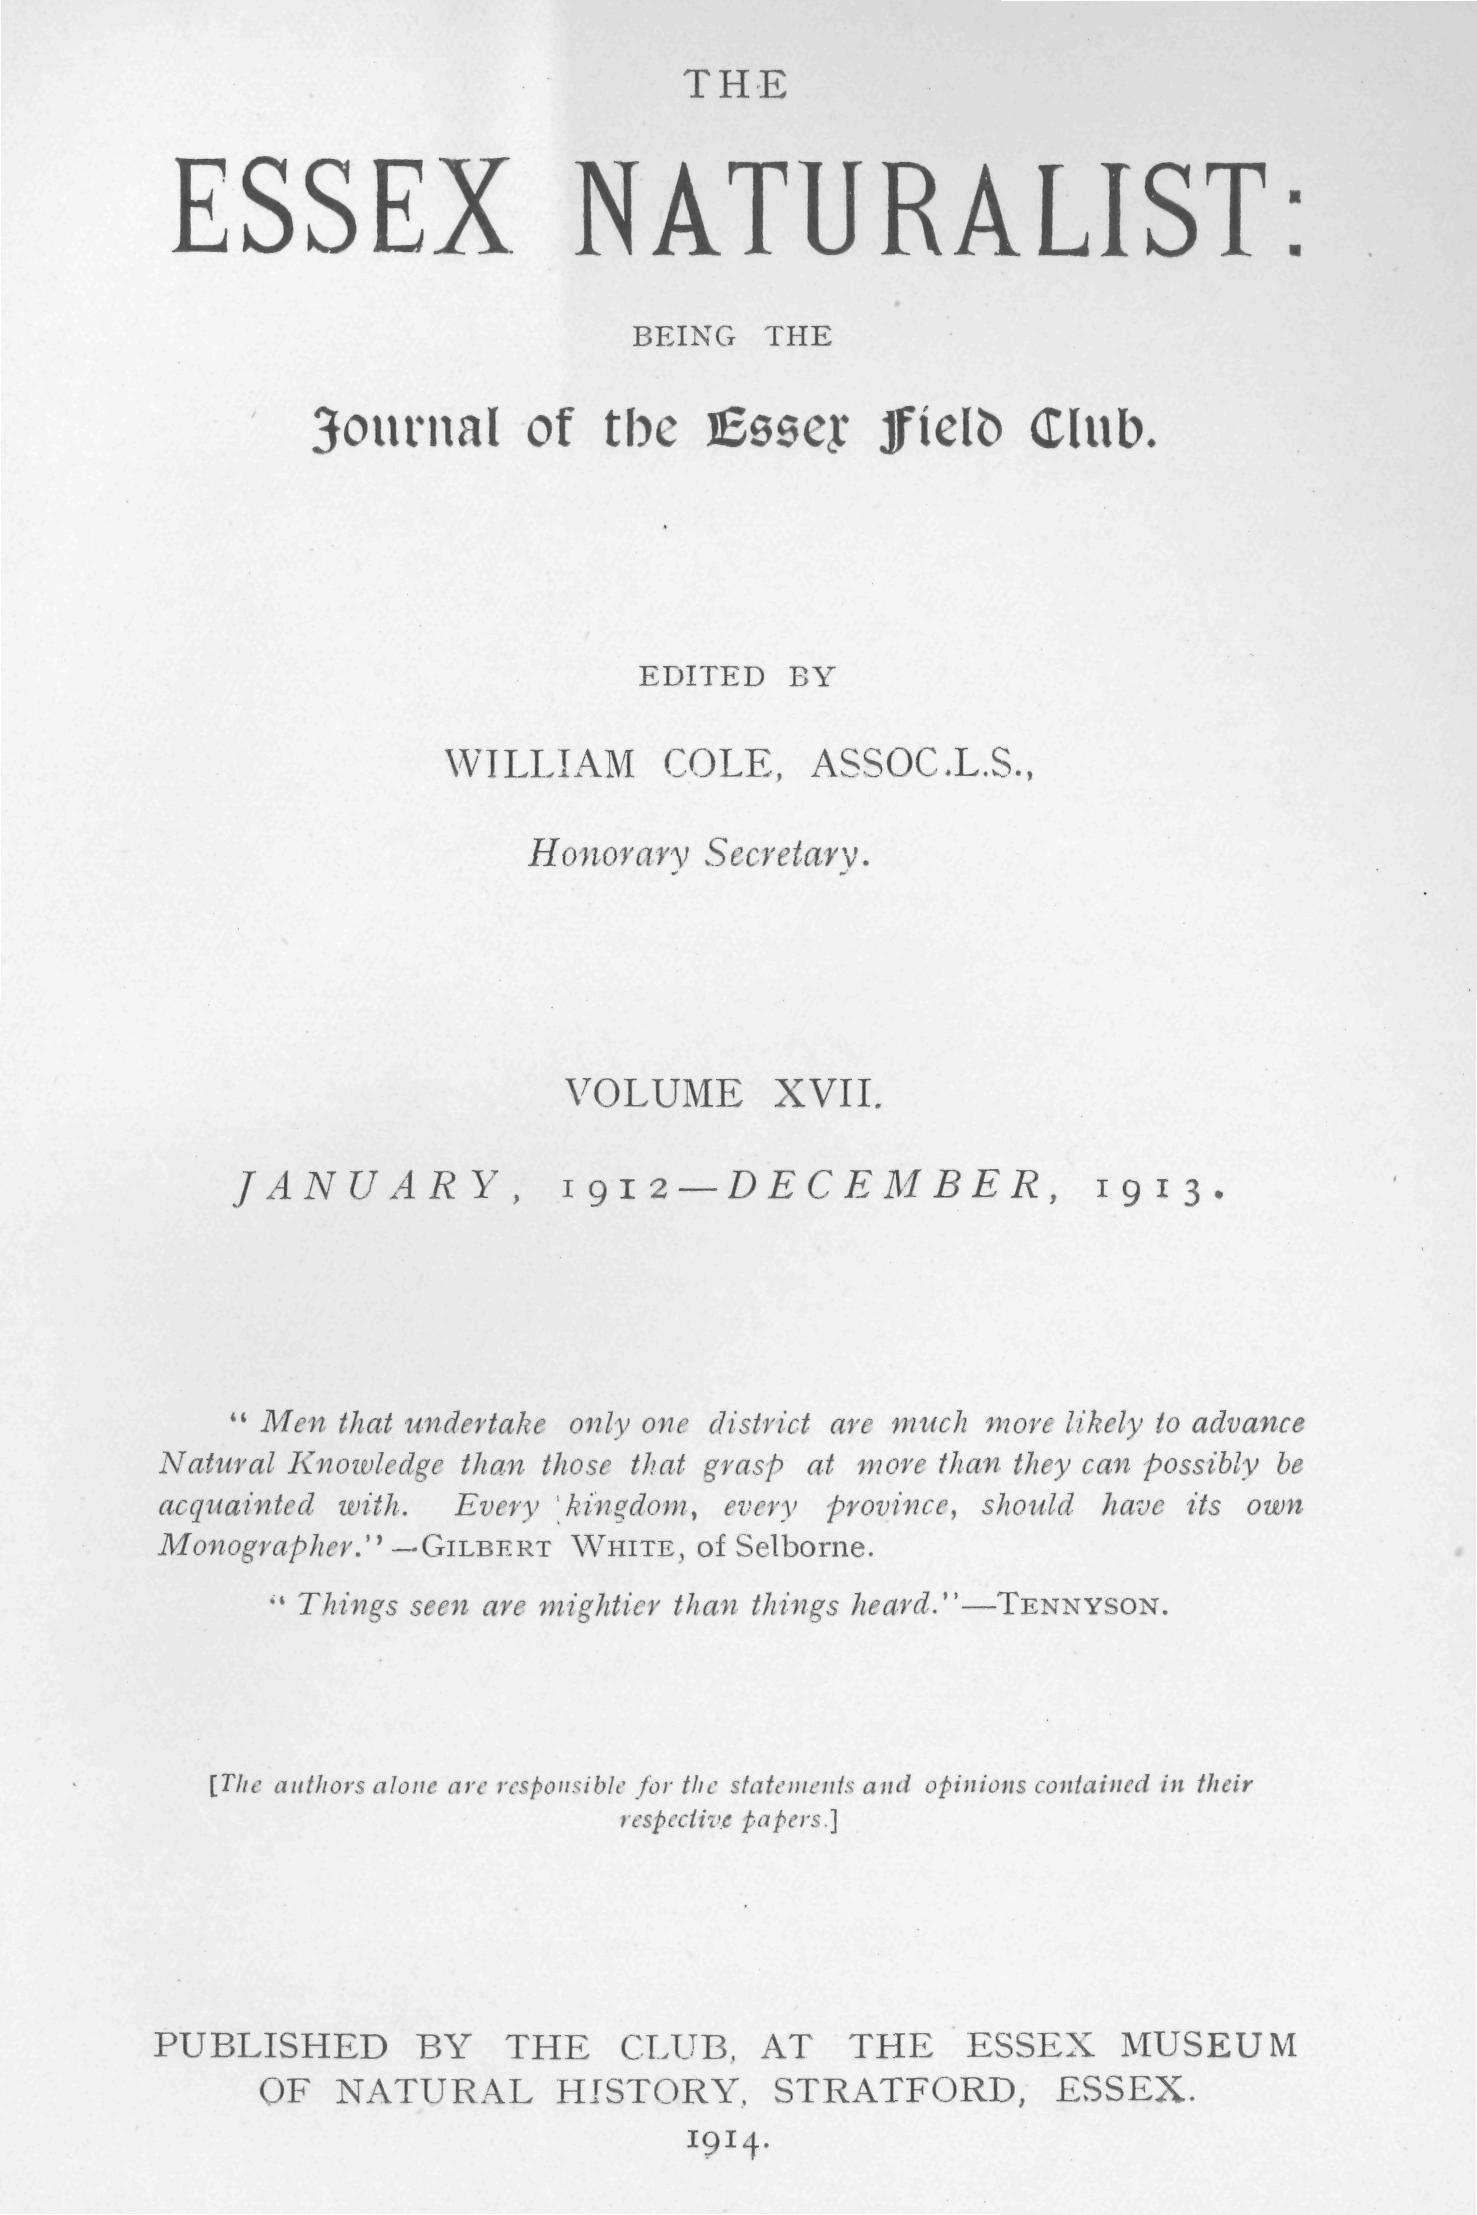 THE
ESSEX NATURALIST:
BEING THE
Journal of the Essex Field Club.
EDITED BY
WILLIAM COLE, ASSOC.L.S.,
Honorary Secretary.
VOLUME XVII.
JANUARY, 1912—DECEMBER, 1913.
“ Men that undertake only one district are much more likely to advance
Natural Knowledge than those that grasp at more than they can possibly be
acquainted with. Every kingdom, every province, should have its own
Monographer.” —GILBERT WHITE, of Selborne.
“ Things seen are mightier than things heard.”—TENNYSON.
[The authors alone are responsible for the statements and opinions contained in their
respective papers.]
PUBLISHED BY THE CLUB, AT THE ESSEX MUSEUM
OF NATURAL HISTORY, STRATFORD, ESSEX.
1914.